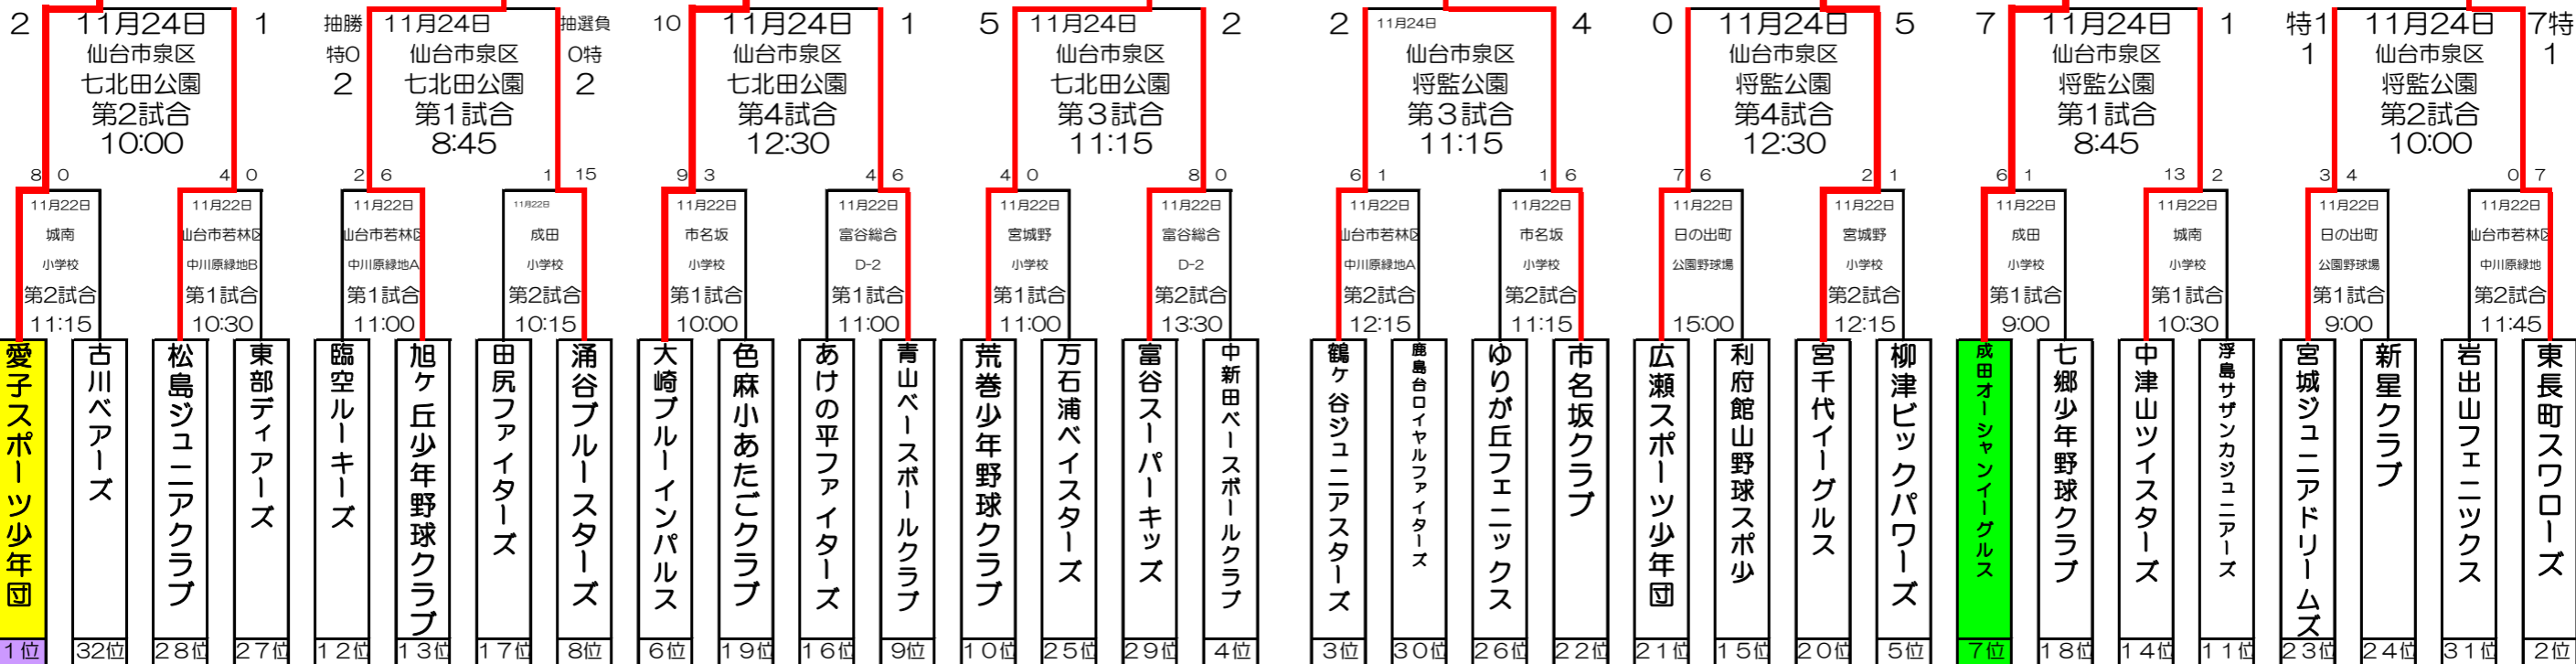 2 11月24日 1
仙台市泉区
七北田公園
第2試合
10:00
抽勝 11月24日 抽選負
特0 仙台市泉区 0特
2 七北田公園 2
第1試合
8:45
10 11月24日 1
仙台市泉区
七北田公園
第4試合
12:30
5 11月24日 2
仙台市泉区
七北田公園
第3試合
11:15
2 11月24日 4
仙台市泉区
将監公園
第3試合
11:15
0 11月24日 5
仙台市泉区
将監公園
第4試合
12:30
7 11月24日 1
仙台市泉区
将監公園
第1試合
8:45
特1 11月24日 7特
1 仙台市泉区 1
将監公園
第2試合
10:00
8 0
11月22日
城南
小学校
第2試合
11:15
4 0
11月22日
仙台市若林区
中川原緑地B
第1試合
10:30
2 6
11月22日
仙台市若林区
中川原緑地A
第1試合
11:00
1 15
11月22日
成田
小学校
第2試合
10:15
9 3
11月22日
市名坂
小学校
第1試合
10:00
4 6
11月22日
富谷総合
D-2
第1試合
11:00
4 0
11月22日
宮城野
小学校
第1試合
11:00
8 0
11月22日
富谷総合
D-2
第2試合
13:30
6 1
11月22日
仙台市若林区
中川原緑地A
第2試合
12:15
1 6
11月22日
市名坂
小学校
第2試合
11:15
7 6
11月22日
日の出町
公園野球場
15:00
2 1
11月22日
宮城野
小学校
第2試合
12:15
6 1
11月22日
成田
小学校
第1試合
9:00
13 2
11月22日
城南
小学校
第1試合
10:30
3 4
11月22日
日の出町
公園野球場
第1試合
9:00
0 7
11月22日
仙台市若林区
中川原緑地
第2試合
11:45
愛子スポーツ少年団
古川ベアーズ
松島ジュニアクラブ
東部ディアーズ
臨空ルーキーズ
旭ヶ丘少年野球クラブ
田尻ファイターズ
涌谷ブルースターズ
大崎ブルーインパルス
色麻小あたごクラブ
あけの平ファイターズ
青山ベースボールクラブ
荒巻少年野球クラブ
万石浦ベイスターズ
富谷スーパーキッズ
中新田ベースボールクラブ
鶴ケ谷ジュニアスターズ
鹿島台ロイヤルファイターズ
ゆりが丘フェニックス
市名坂クラブ
広瀬スポーツ少年団
利府館山野球スポ少
宮千代イーグルス
柳津ビックパワーズ
成田オーシャンイーグルス
七郷少年野球クラブ
中津山ツイスターズ
浮島サザンカジュニアーズ
宮城ジュニアドリームズ
新星クラブ
岩出山フェニックス
東長町スワローズ
1位 32位 28位 27位 12位 13位 17位 8位 6位 19位 16位 9位 10位 25位 29位 4位 3位 30位 26位 22位 21位 15位 20位 5位 7位 18位 14位 11位 23位 24位 31位 2位